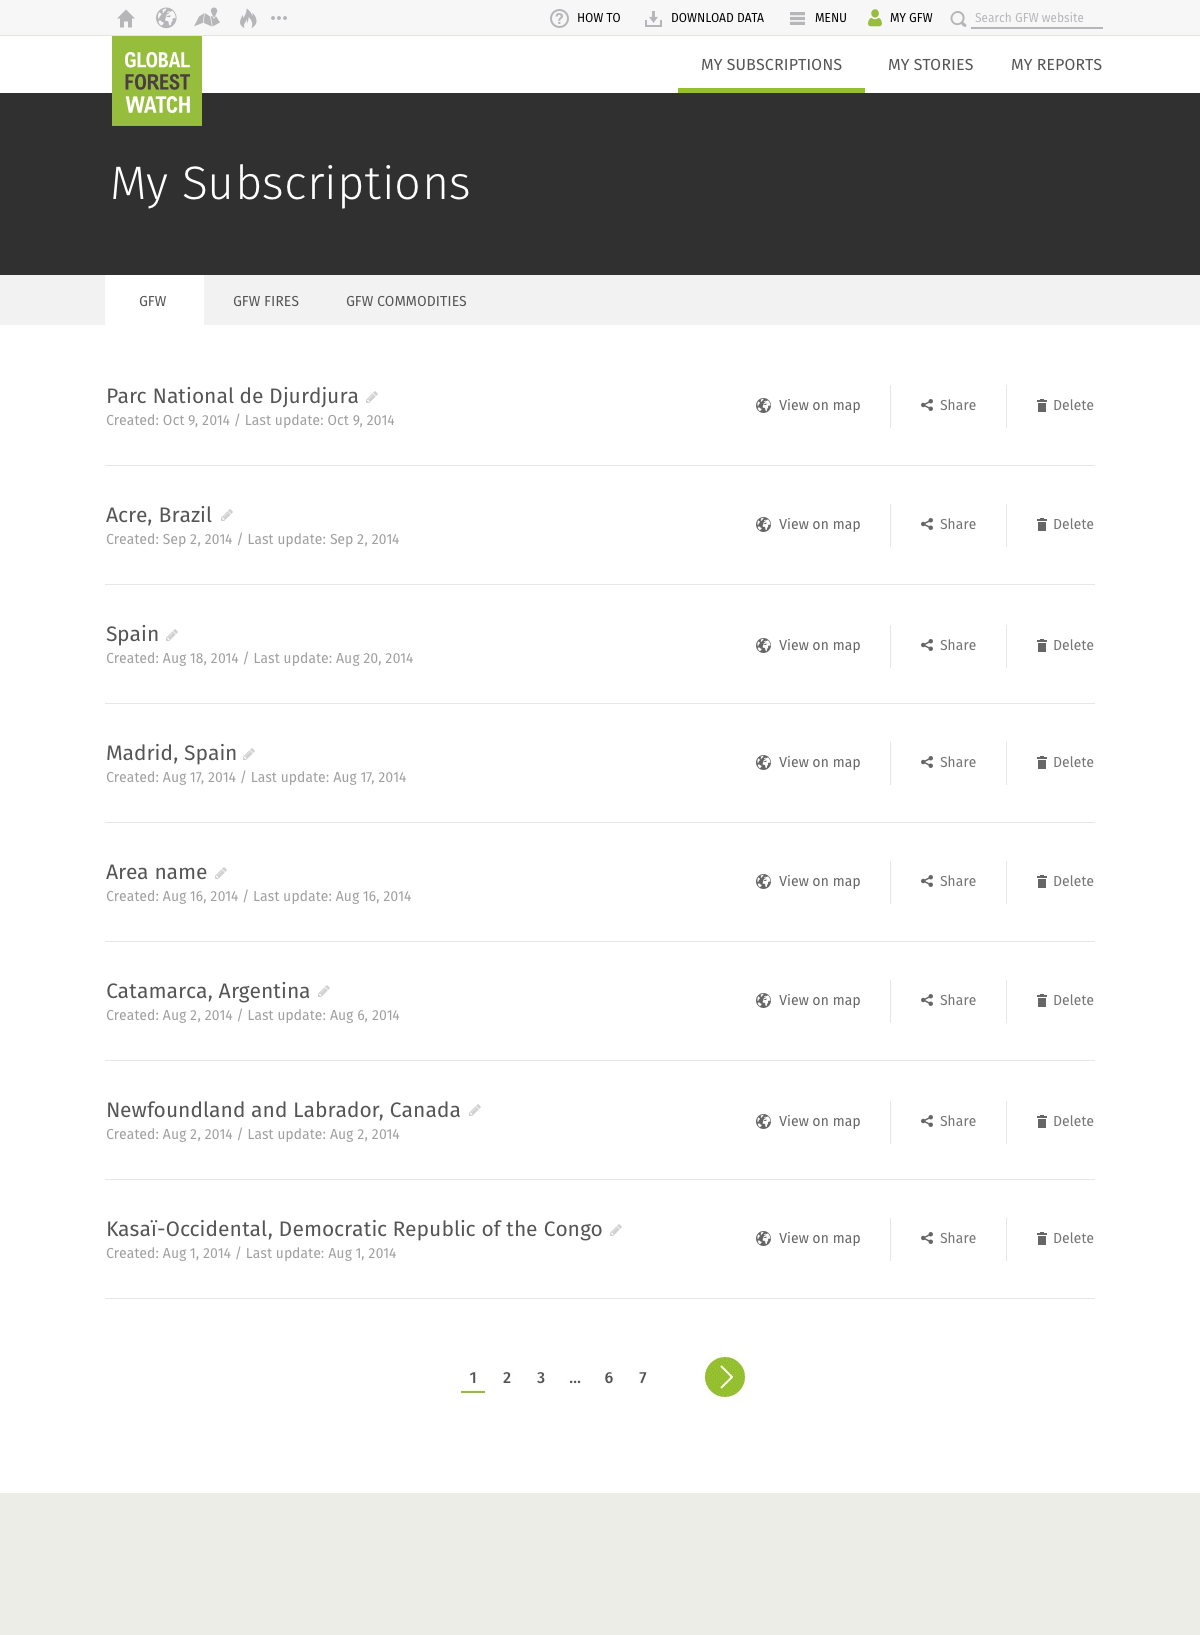 HOW TO
DOWNLOAD DATA
MENU
MY GFW
Search GFW website
GLOBAL
FOREST
WATCH
MY SUBSCRIPTIONS
MY STORIES
MY REPORTS
My Subscriptions
GFW
GFW FIRES
GFW COMMODITIES
Parc National de Djurdjura
Created: Oct 9, 2014 / Last update: Oct 9, 2014
View on map
Share
Delete
Acre, Brazil
Created: Sep 2, 2014 / Last update: Sep 2, 2014
View on map
Share
Delete
Spain
Created: Aug 18, 2014 / Last update: Aug 20, 2014
View on map
Share
Delete
Madrid, Spain
Created: Aug 17, 2014 / Last update: Aug 17, 2014
View on map
Share
Delete
Area name
Created: Aug 16, 2014 / Last update: Aug 16, 2014
View on map
Share
Delete
Catamarca, Argentina
Created: Aug 2, 2014 / Last update: Aug 6, 2014
View on map
Share
Delete
Newfoundland and Labrador, Canada
Created: Aug 2, 2014 / Last update: Aug 2, 2014
View on map
Share
Delete
Kasaï-Occidental, Democratic Republic of the Congo
Created: Aug 1, 2014 / Last update: Aug 1, 2014
View on map
Share
Delete
1 2 3 ... 6 7